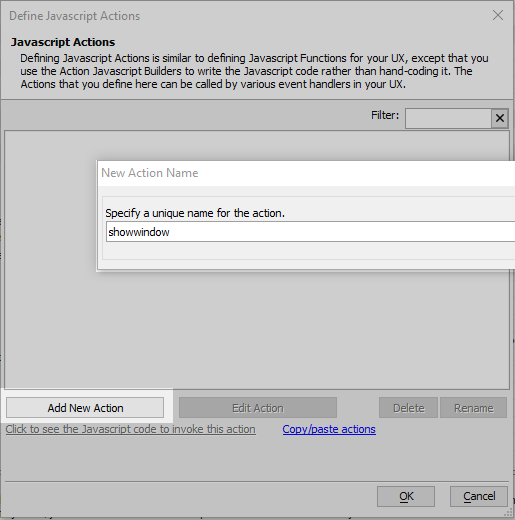 Define Javascript Actions
Javascript Actions
Defining Javascript Actions is similar to defining Javascript Functions for your UX, except that you
use the Action Javascript Builders to write the Javascript code rather than hand-coding it. The
Actions that you define here can be called by various event handlers in your UX.
Filter:
New Action Name
Specify a unique name for the action.
showwindow
Add New Action
Edit Action
Delete
Rename
Click to see the Javascript code to invoke this action
Copy/paste actions
OK
Cancel